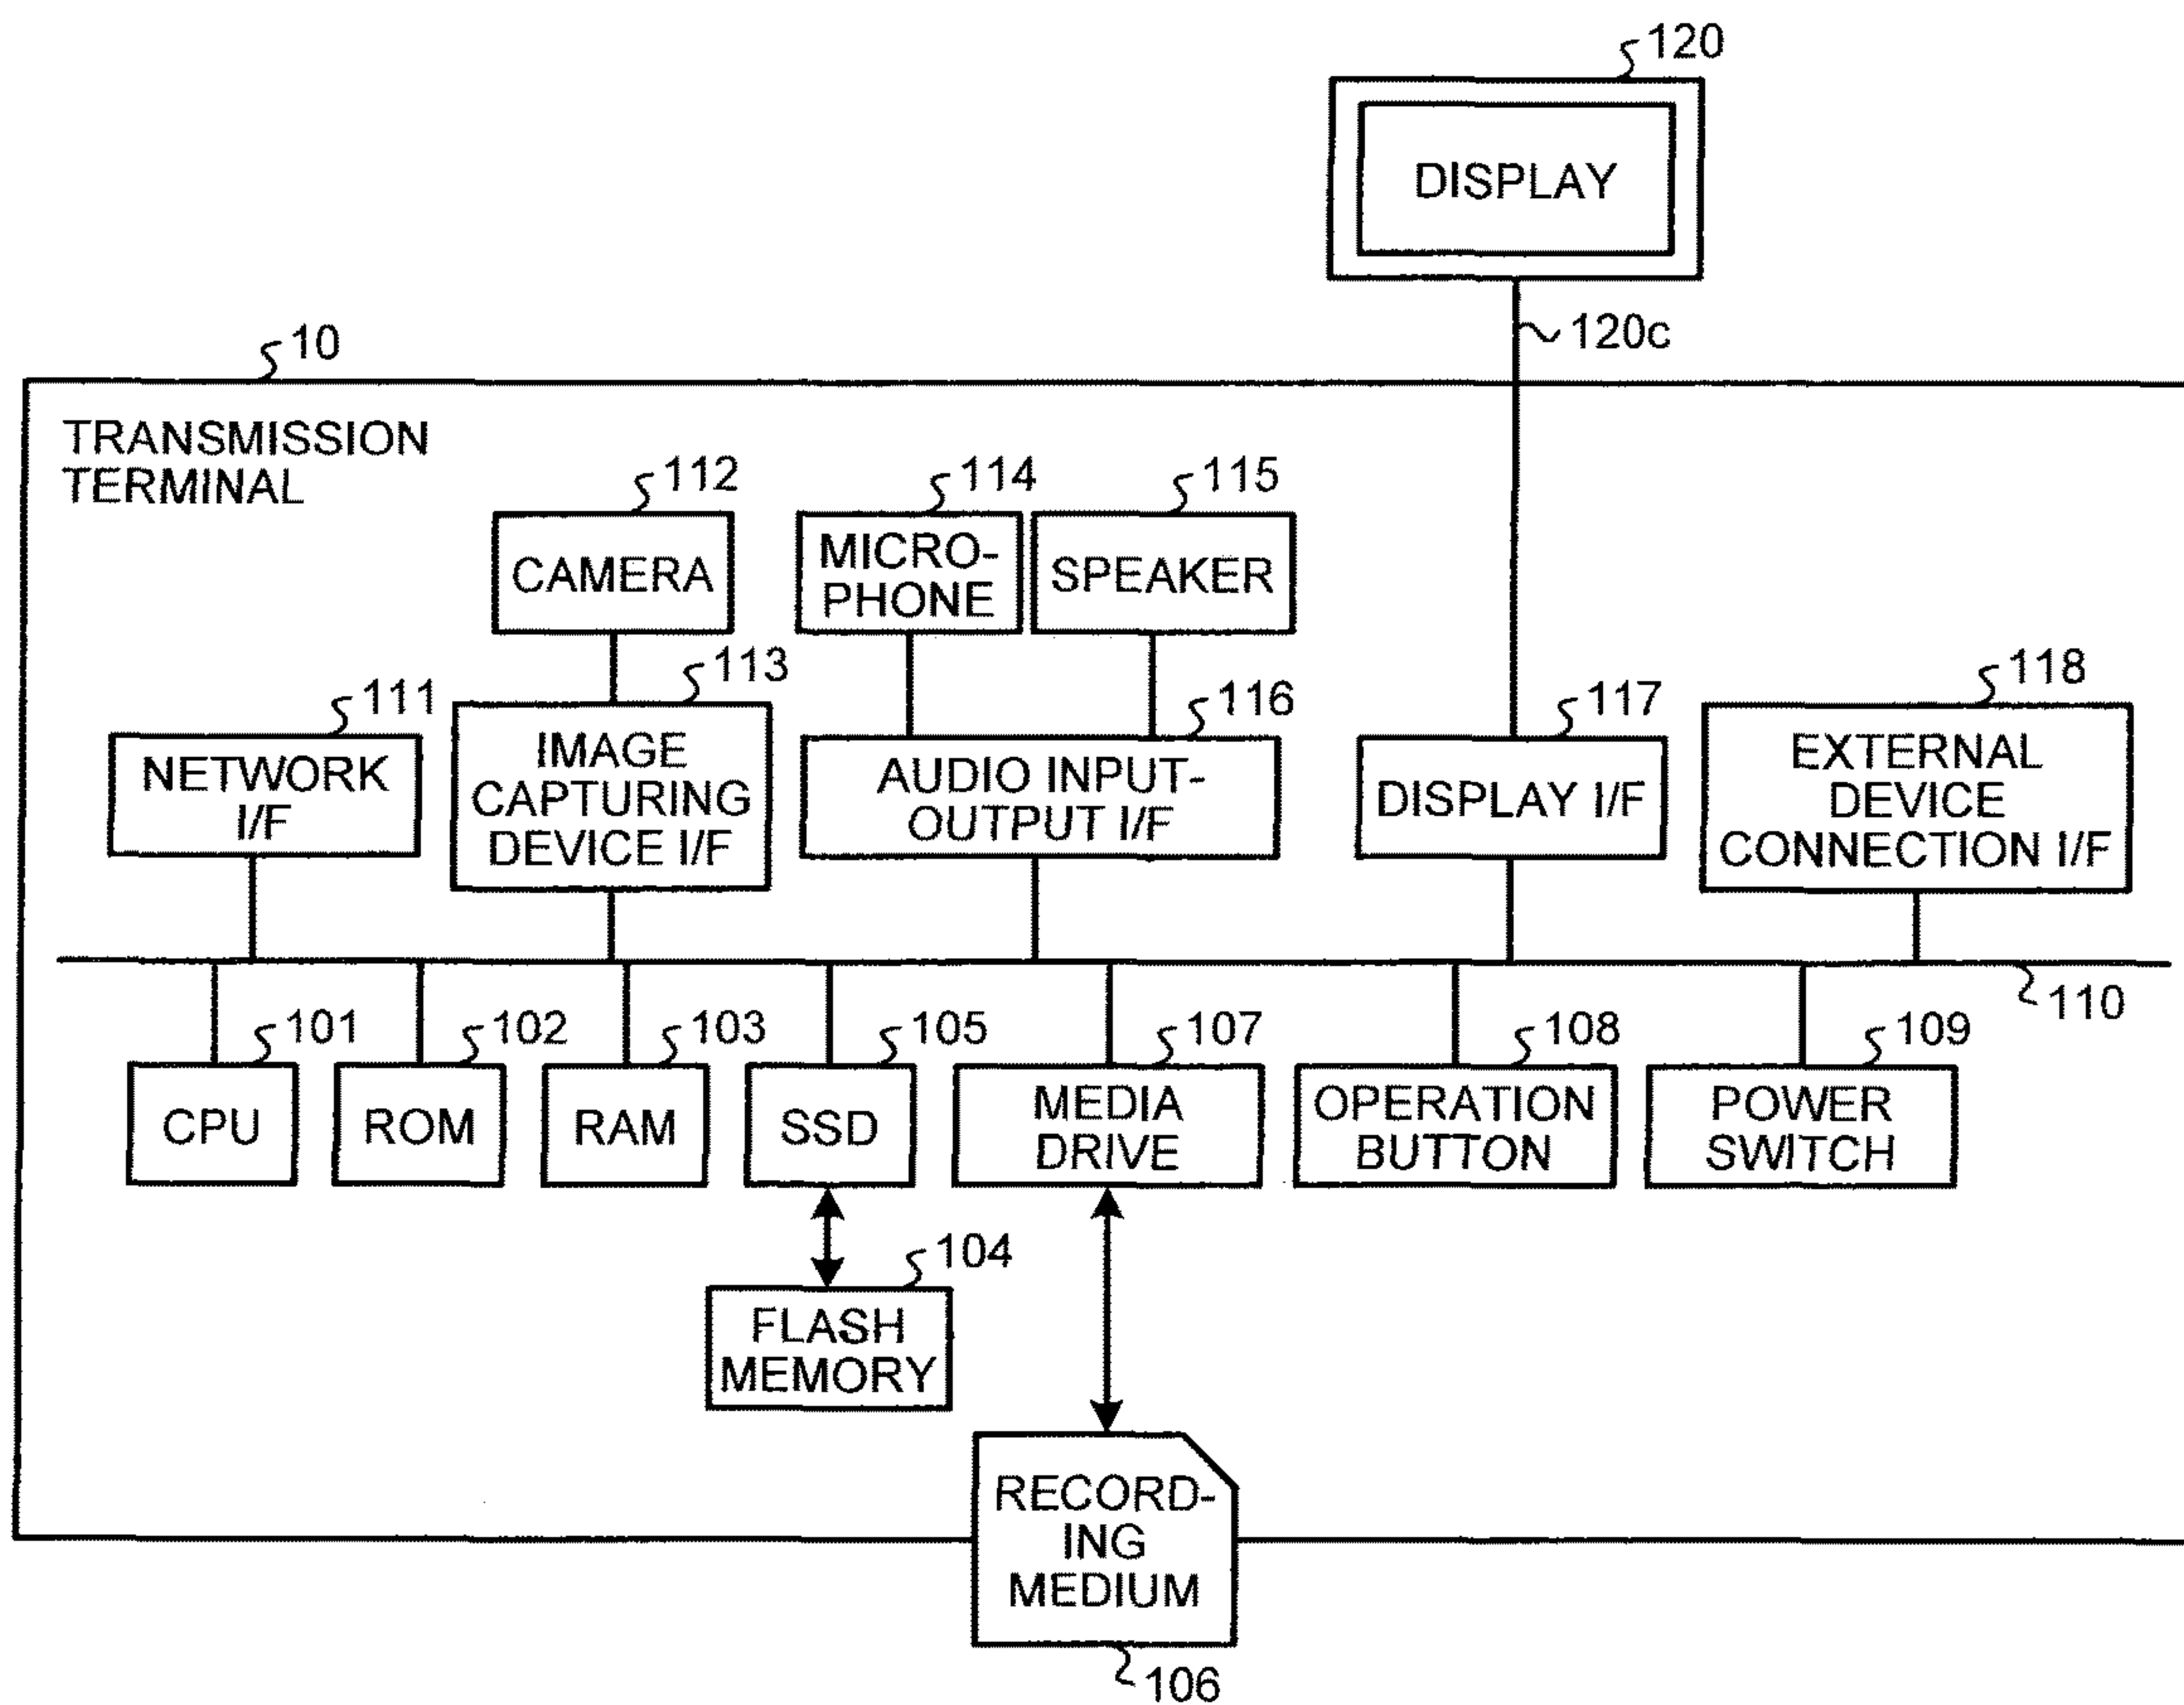 120
DISPLAY
120c
10
TRANSMISSION
TERMINAL
112
114
115
CAMERA
MICRO-
PHONE
SPEAKER
111
113
116
117
118
NETWORK
I/F
IMAGE
CAPTURING
DEVICE I/F
AUDIO INPUT-
OUTPUT I/F
DISPLAY I/F
EXTERNAL
DEVICE
CONNECTION I/F
110
101
102
103
105
107
108
109
CPU
ROM
RAM
SSD
MEDIA
DRIVE
OPERATION
BUTTON
POWER
SWITCH
104
FLASH
MEMORY
RECORD-
ING
MEDIUM
106